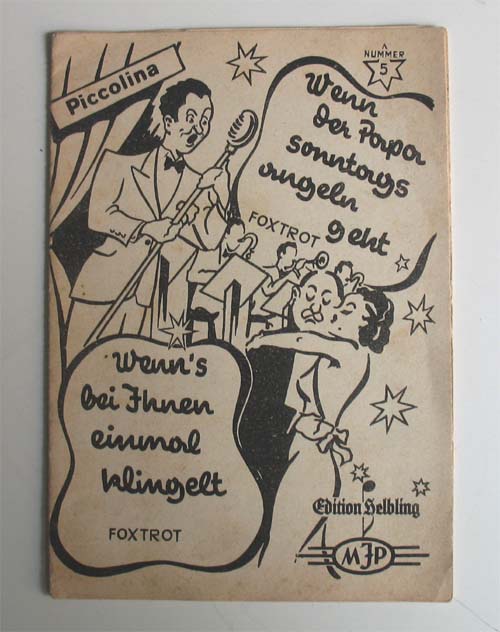 Piccolina
NUMMER
5
Wenn
der Papa
sonntags
angeln
geht
FOXTROT
Wenn's
bei Ihnen
einmal
klingelt
FOXTROT
Edition Helbling
MJP